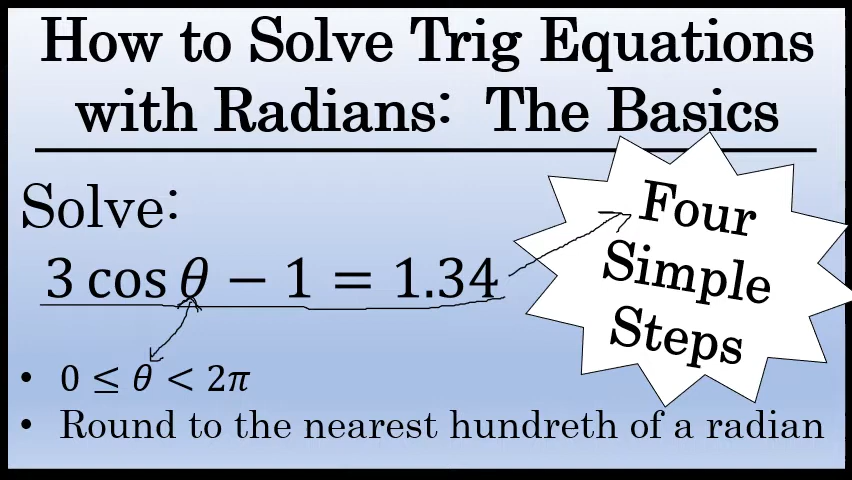 How to Solve Trig Equations
with Radians: The Basics
Solve:
3 cos θ − 1 = 1.34
Four
Simple
Steps
• 0 ≤ θ < 2π
• Round to the nearest hundreth of a radian